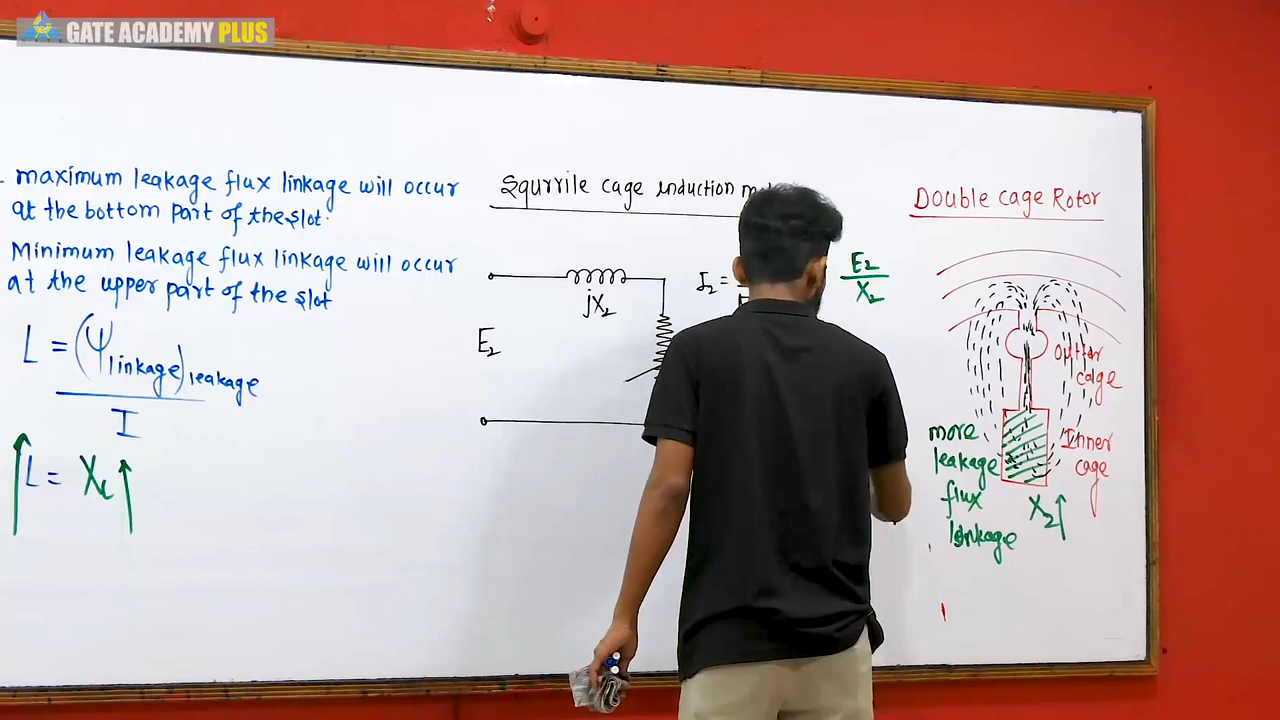 GATE ACADEMY PLUS
maximum leakage flux linkage will occur
at the bottom part of the slot.
Minimum leakage flux linkage will occur
at the upper part of the slot
L = (Ψlinkage)leakage
I
L = XL
Squrrile cage induction m
jX2
E2
I2 =
E2
X2
Double cage Rotor
outter
cage
Inner
cage
more
leakage
flux
linkage
X2